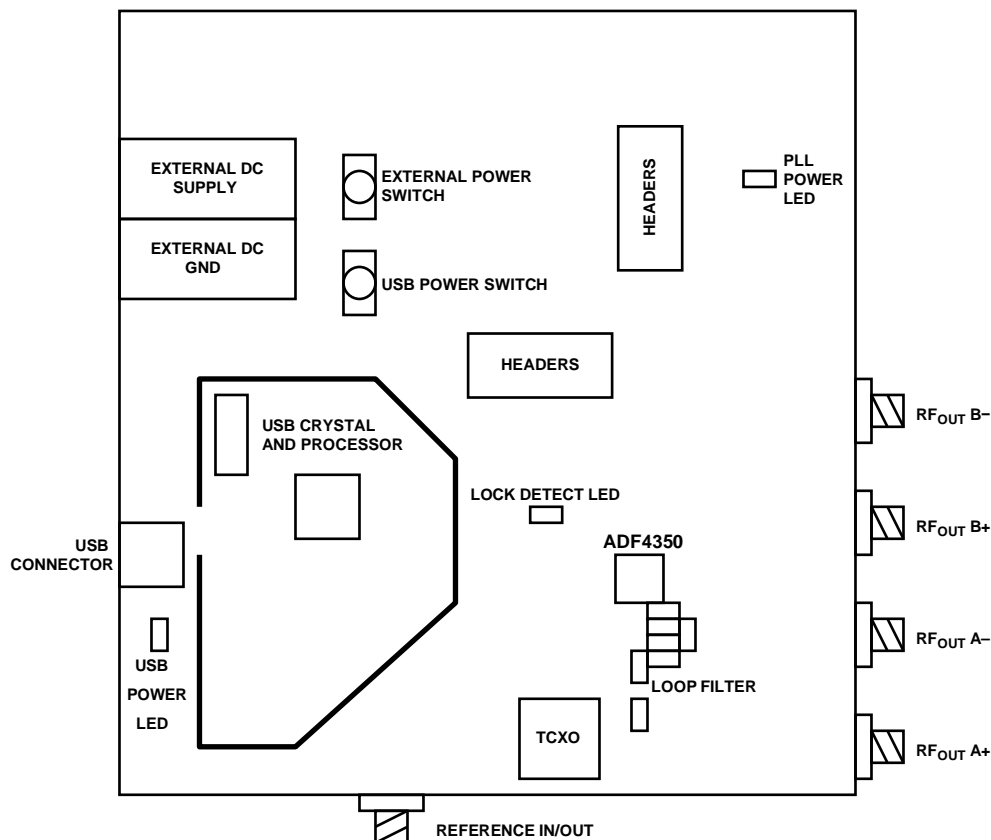 EXTERNAL DC
SUPPLY
EXTERNAL POWER
SWITCH
HEADERS
PLL
POWER
LED
EXTERNAL DC
GND
USB POWER SWITCH
HEADERS
USB CRYSTAL
AND PROCESSOR
RFOUT B−
LOCK DETECT LED
RFOUT B+
USB
CONNECTOR
ADF4350
RFOUT A−
USB
POWER
LED
LOOP FILTER
TCXO
RFOUT A+
REFERENCE IN/OUT